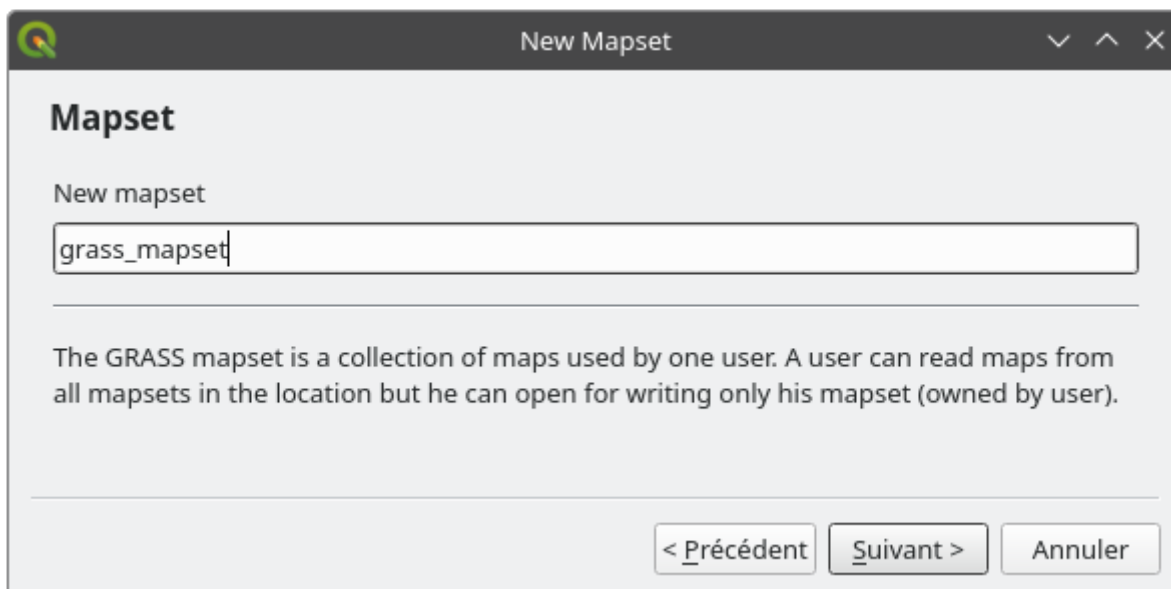 New Mapset
Mapset
New mapset
grass_mapset
The GRASS mapset is a collection of maps used by one user. A user can read maps from
all mapsets in the location but he can open for writing only his mapset (owned by user).
< Précédent Suivant > Annuler